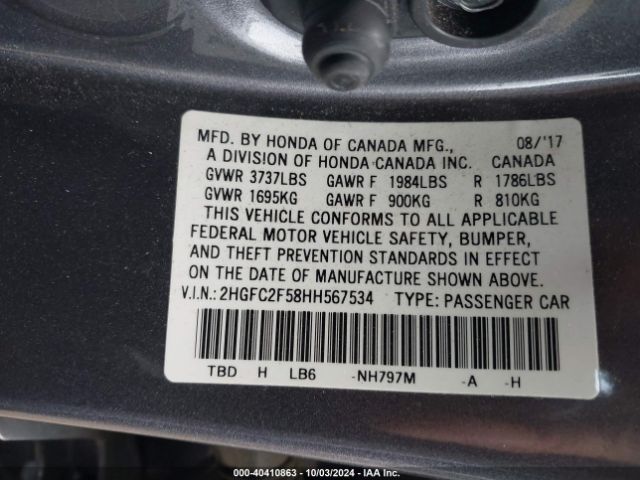 MFD. BY HONDA OF CANADA MFG., 08/'17
A DIVISION OF HONDA CANADA INC. CANADA
GVWR 3737LBS GAWR F 1984LBS R 1786LBS
GVWR 1695KG GAWR F 900KG R 810KG
THIS VEHICLE CONFORMS TO ALL APPLICABLE
FEDERAL MOTOR VEHICLE SAFETY, BUMPER,
AND THEFT PREVENTION STANDARDS IN EFFECT
ON THE DATE OF MANUFACTURE SHOWN ABOVE.
V.I.N.: 2HGFC2F58HH567534 TYPE: PASSENGER CAR
TBD H LB6 -NH797M -A -H
000-40410863 - 10/03/2024 - IAA Inc.